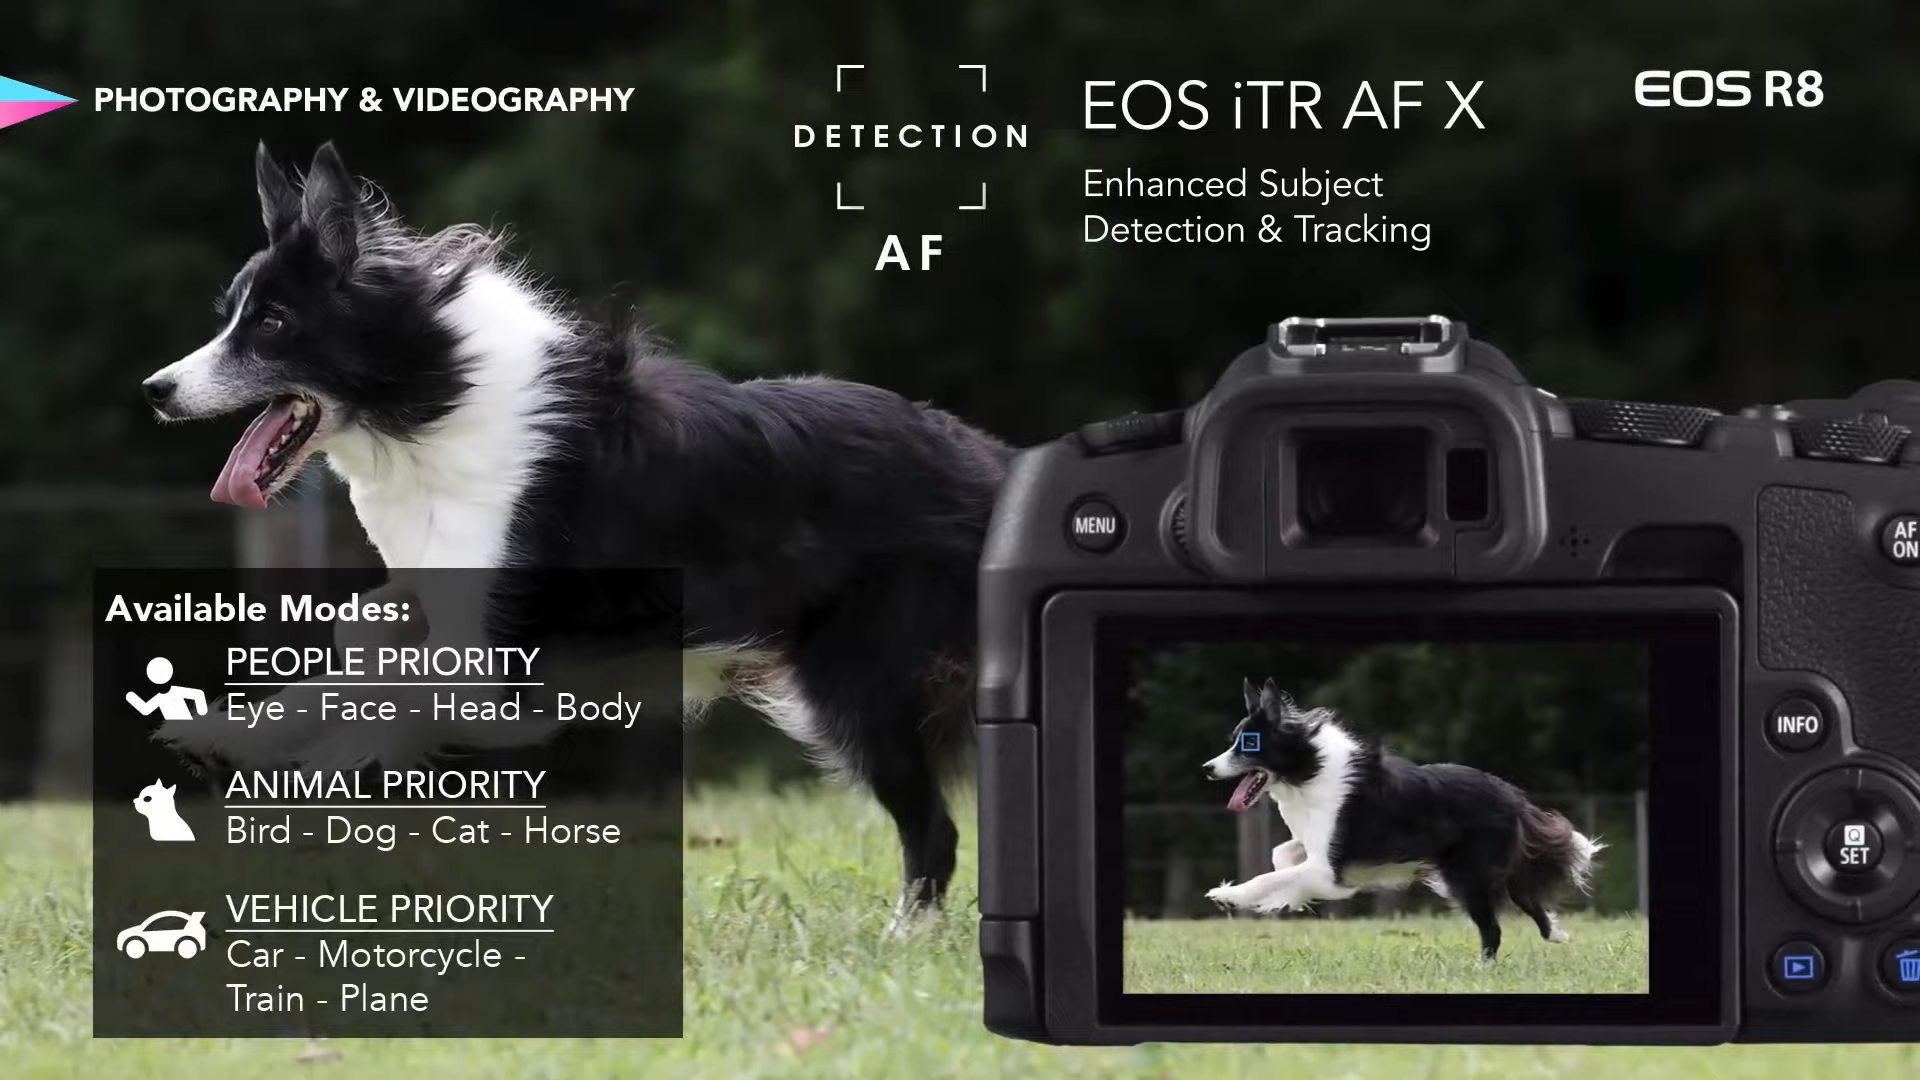 PHOTOGRAPHY & VIDEOGRAPHY
DETECTION
AF
EOS iTR AF X
Enhanced Subject
Detection & Tracking
EOS R8
Available Modes:
PEOPLE PRIORITY
Eye - Face - Head - Body
ANIMAL PRIORITY
Bird - Dog - Cat - Horse
VEHICLE PRIORITY
Car - Motorcycle -
Train - Plane
MENU
AF
ON
INFO
Q
SET